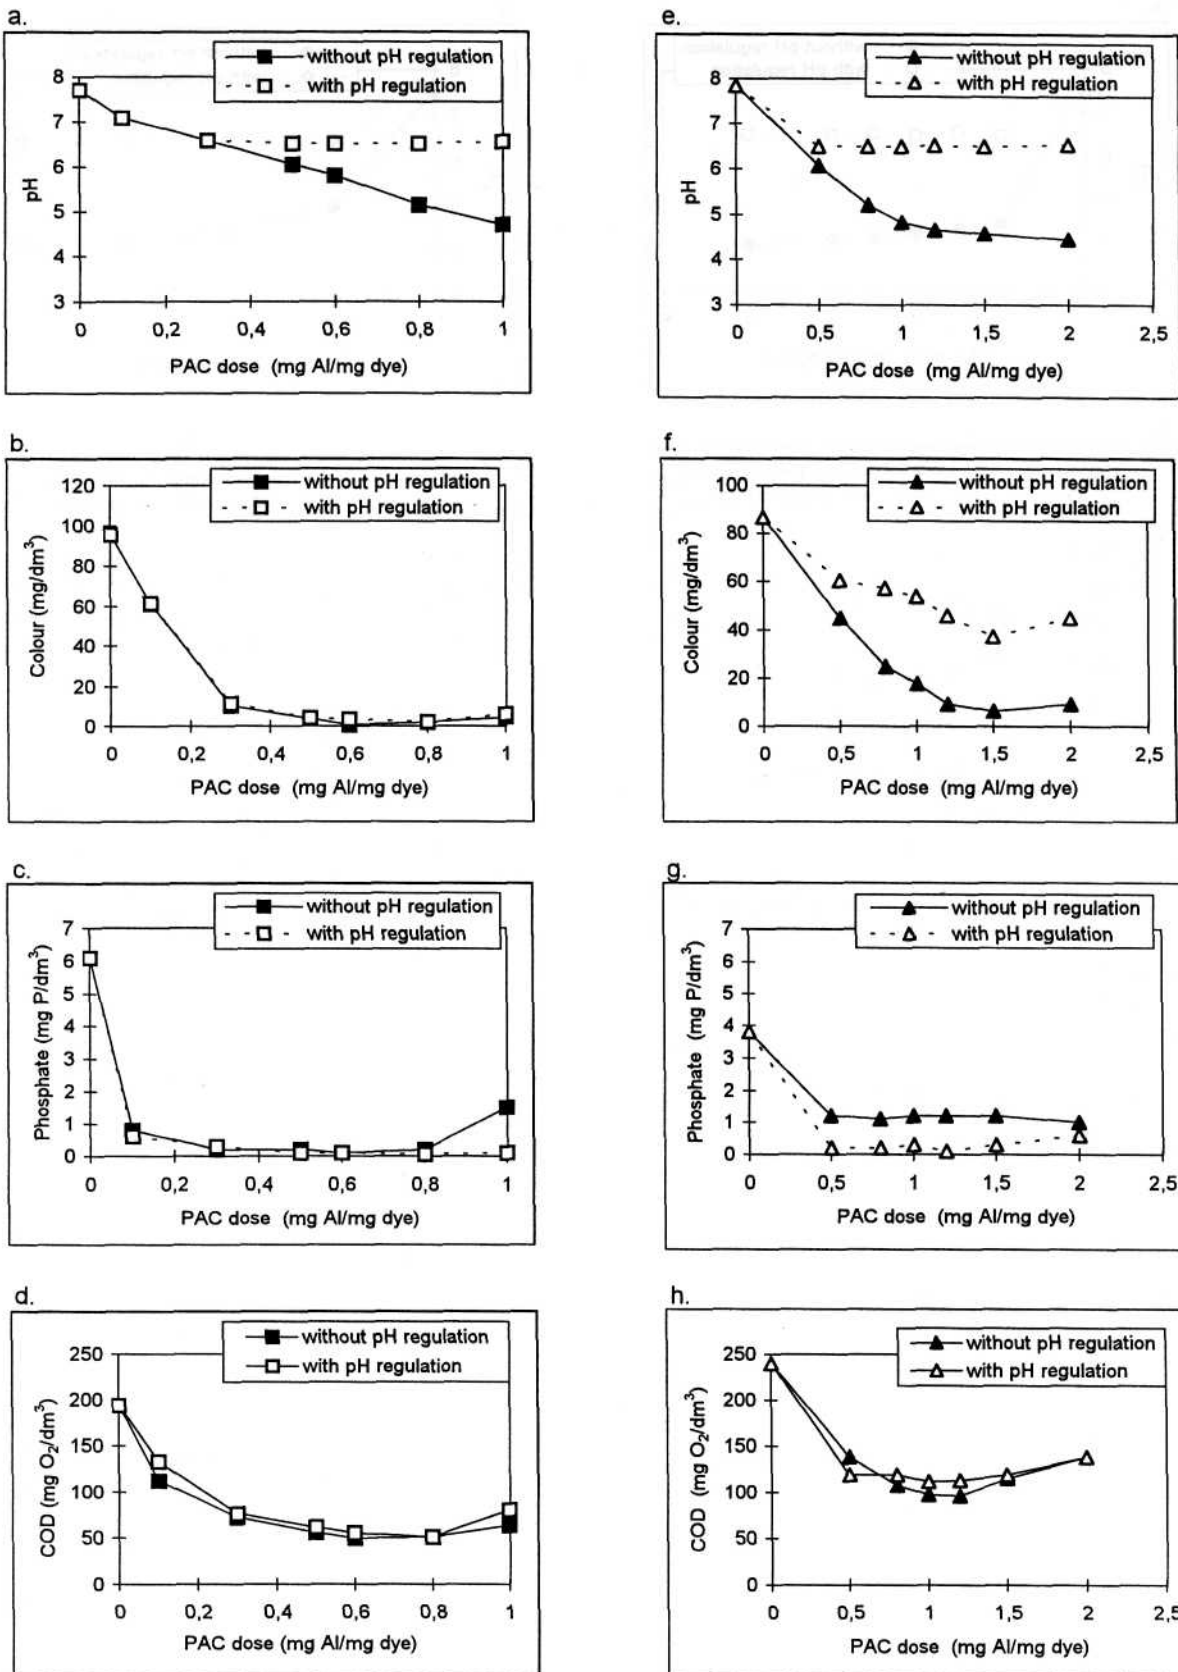 a.
without pH regulation
with pH regulation
8
7
6
5
4
3
pH
0 0,2 0,4 0,6 0,8 1
PAC dose (mg Al/mg dye)
b.
without pH regulation
with pH regulation
120
100
80
60
40
20
0
Colour (mg/dm³)
0 0,2 0,4 0,6 0,8 1
PAC dose (mg Al/mg dye)
c.
without pH regulation
with pH regulation
7
6
5
4
3
2
1
0
Phosphate (mg P/dm³)
0 0,2 0,4 0,6 0,8 1
PAC dose (mg Al/mg dye)
d.
without pH regulation
with pH regulation
250
200
150
100
50
0
COD (mg O₂/dm³)
0 0,2 0,4 0,6 0,8 1
PAC dose (mg Al/mg dye)
e.
without pH regulation
with pH regulation
8
7
6
5
4
3
pH
0 0,5 1 1,5 2 2,5
PAC dose (mg Al/mg dye)
f.
without pH regulation
with pH regulation
100
80
60
40
20
0
Colour (mg/dm³)
0 0,5 1 1,5 2 2,5
PAC dose (mg Al/mg dye)
g.
without pH regulation
with pH regulation
7
6
5
4
3
2
1
0
Phosphate (mg P/dm³)
0 0,5 1 1,5 2 2,5
PAC dose (mg Al/mg dye)
h.
without pH regulation
with pH regulation
250
200
150
100
50
0
COD (mg O₂/dm³)
0 0,5 1 1,5 2 2,5
PAC dose (mg Al/mg dye)